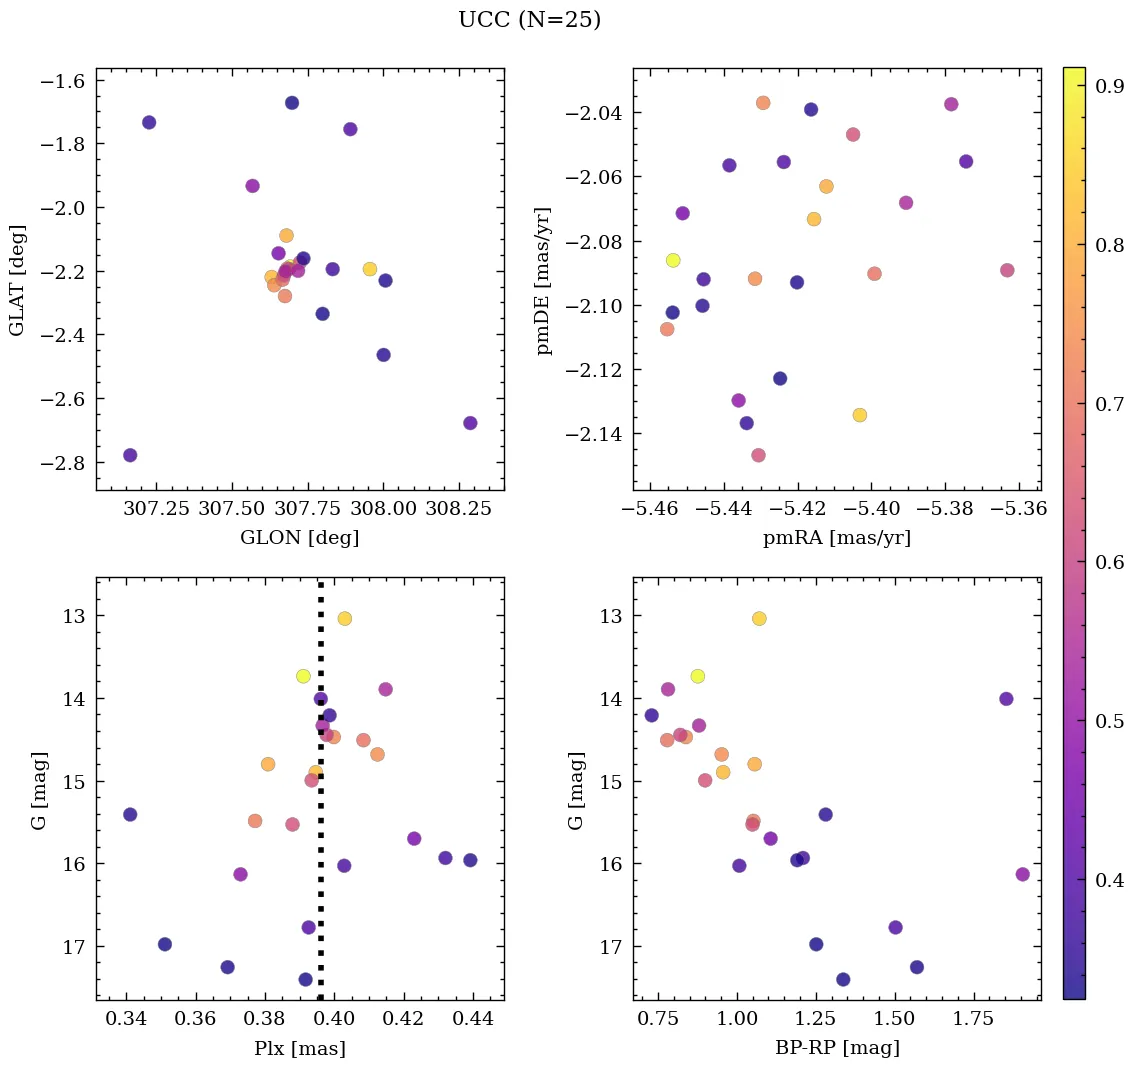 UCC (N=25)
−1.6
−1.8
−2.0
−2.2
−2.4
−2.6
−2.8
GLAT [deg]
307.25 307.50 307.75 308.00 308.25
GLON [deg]
−2.04
−2.06
−2.08
−2.10
−2.12
−2.14
pmDE [mas/yr]
−5.46 −5.44 −5.42 −5.40 −5.38 −5.36
pmRA [mas/yr]
13
14
15
16
17
G [mag]
0.34 0.36 0.38 0.40 0.42 0.44
Plx [mas]
13
14
15
16
17
G [mag]
0.75 1.00 1.25 1.50 1.75
BP-RP [mag]
0.9
0.8
0.7
0.6
0.5
0.4